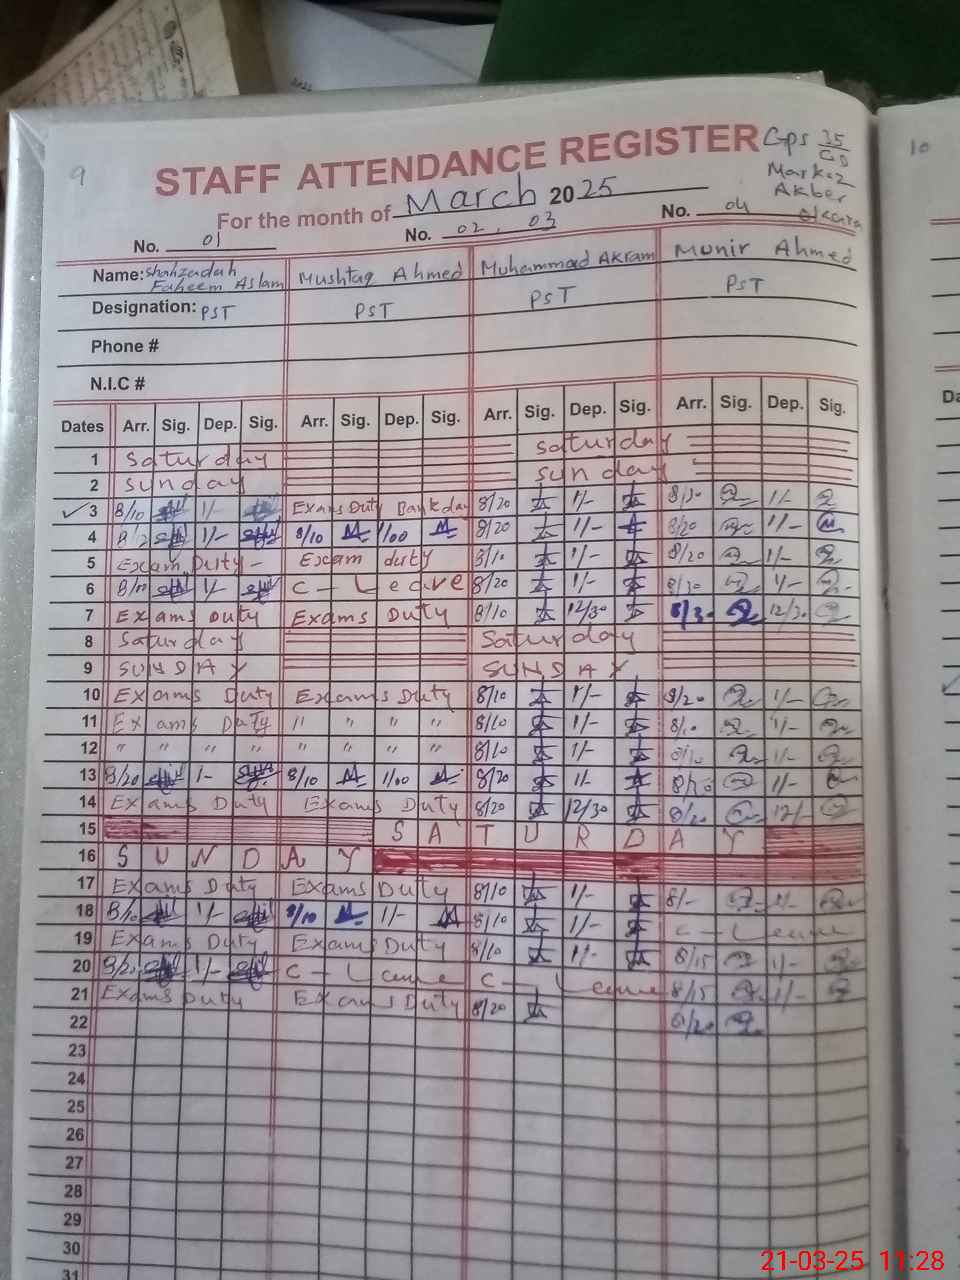 9
STAFF ATTENDANCE REGISTER
Gps 35/GD
Markaz
Akber
For the month of March 2025
No. 01 No. 02, 03 No. 04
Name: Shahzadah Faheem Aslam Mushtaq Ahmed Muhammad Akram Munir Ahmed
Designation: PST PST PST PST
Phone #
N.I.C #
Dates Arr. Sig. Dep. Sig. Arr. Sig. Dep. Sig. Arr. Sig. Dep. Sig. Arr. Sig. Dep. Sig.
1 Saturday Saturday
2 Sunday Sunday
3 8/10 1/- Exams Duty Bank day 8/20 1/- 8/20 1/-
4 1/- 8/10 1/00 8/20 1/- 8/20 1/-
5 Exam Duty - Exam duty 8/10 1/- 8/20 1/-
6 8/10 1/- C - Leave 8/20 1/- 8/30 1/-
7 Exams Duty Exams Duty 8/10 12/30 8/30 12/30
8 Saturday Saturday
9 SUNDAY SUNDAY
10 Exams Duty Exams Duty 8/10 1/- 8/20 1/-
11 Exams Duty " " " " 8/10 1/- 8/10 1/-
12 " " " " " " " " 8/10 1/- 8/10 1/-
13 8/20 1- 8/10 1/00 8/20 1/- 1/-
14 Exams Duty Exams Duty 8/20 12/30 8/20 12/-
15 SATURDAY
16 SUNDAY
17 Exams Duty Exams Duty 8/10 1/- 8/- 1/-
18 8/10 1/- 8/10 1/- 8/10 1/- C - Leave
19 Exams Duty Exams Duty 8/10 1/- 8/15 1/-
20 8/20 1/- C - Leave C - Leave 8/15 1/-
21 Exams Duty Exams Duty 8/20 8/20
22
23
24
25
26
27
28
29
30
31
10
Da
21-03-25 11:28